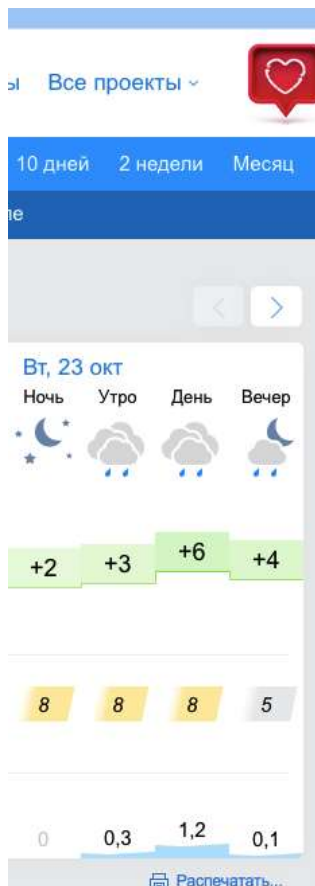 Все проекты
10 дней 2 недели Месяц
Вт, 23 окт
Ночь Утро День Вечер
+2 +3 +6 +4
8 8 8 5
0 0,3 1,2 0,1
Распечатать...